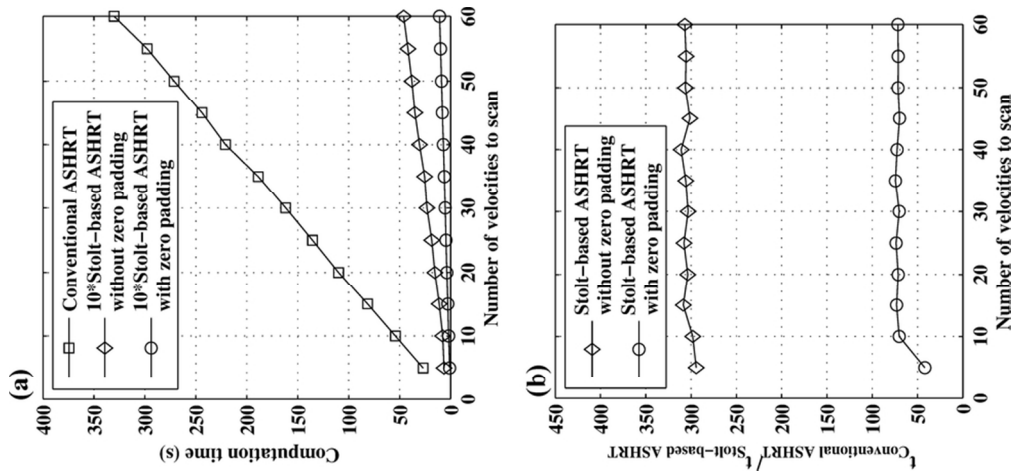 (a)
400
350
300
250
200
150
100
50
0
Computation time (s)
Conventional ASHRT
10*Stolt-based ASHRT
without zero padding
10*Stolt-based ASHRT
with zero padding
0
10
20
30
40
50
60
Number of velocities to scan
(b)
450
400
350
300
250
200
150
100
50
0
tConventional ASHRT/tStolt-based ASHRT
Stolt-based ASHRT
without zero padding
Stolt-based ASHRT
with zero padding
0
10
20
30
40
50
60
Number of velocities to scan